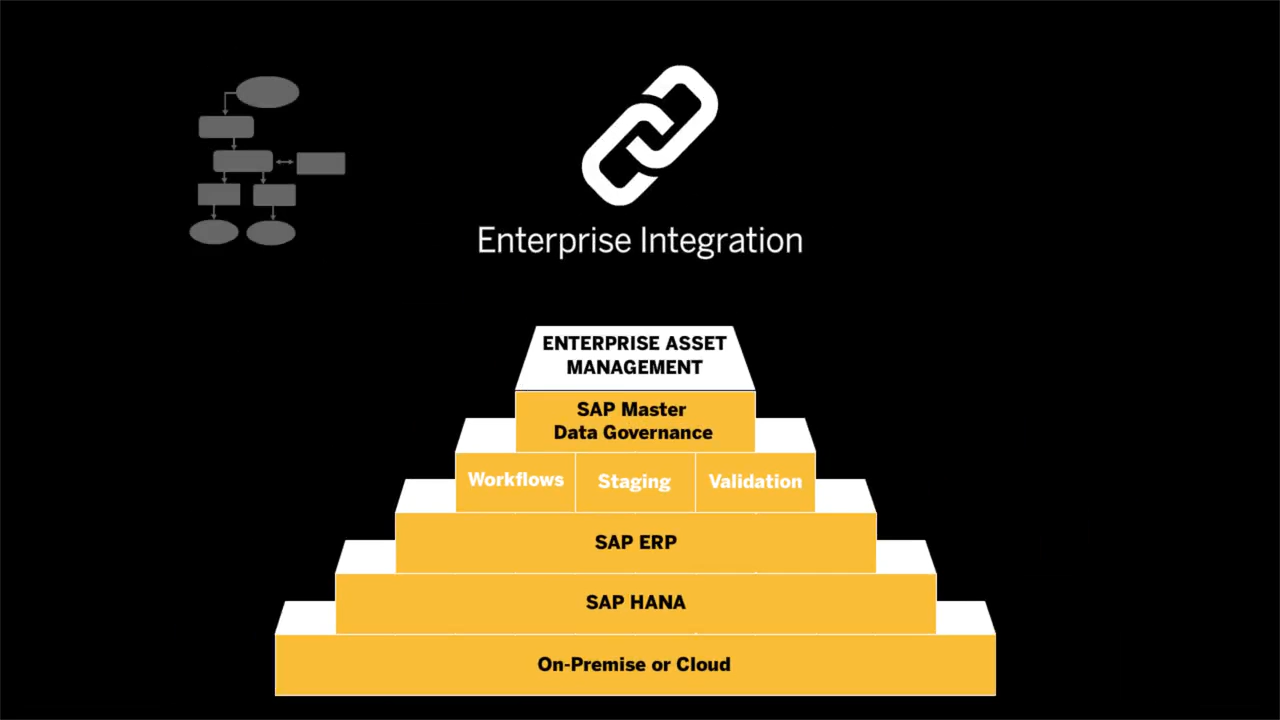 Enterprise Integration
ENTERPRISE ASSET
MANAGEMENT
SAP Master
Data Governance
Workflows
Staging
Validation
SAP ERP
SAP HANA
On-Premise or Cloud